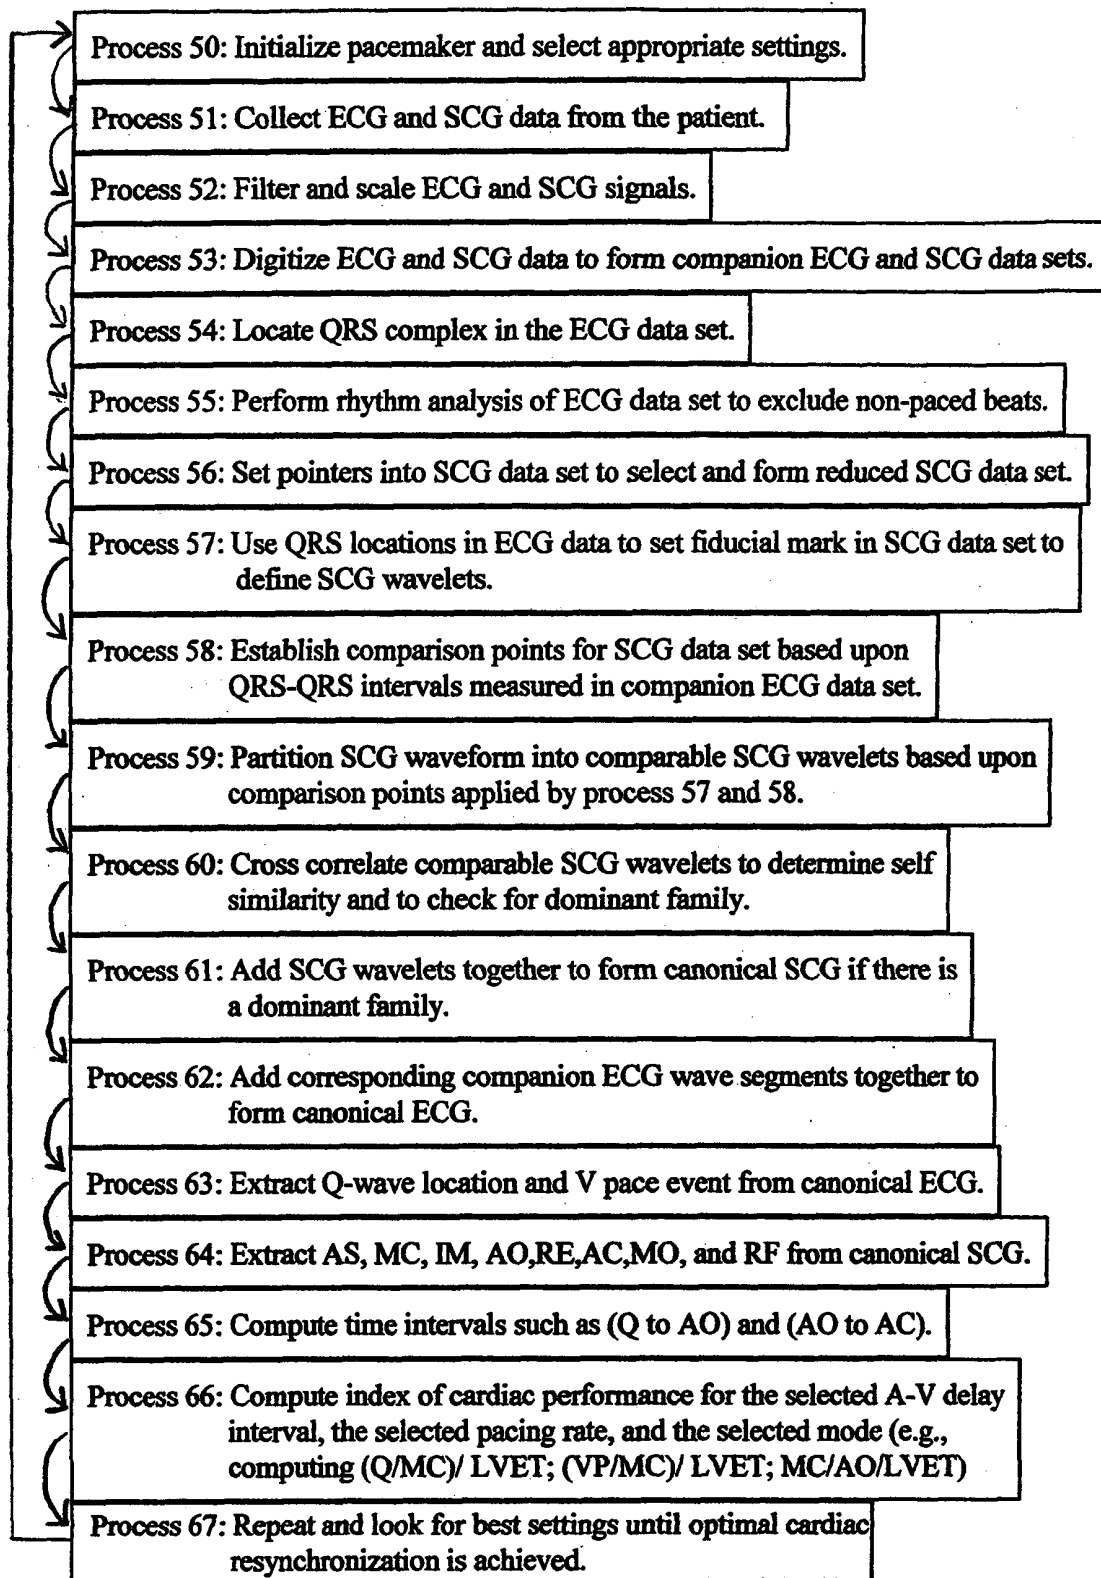 Process 50: Initialize pacemaker and select appropriate settings.
Process 51: Collect ECG and SCG data from the patient.
Process 52: Filter and scale ECG and SCG signals.
Process 53: Digitize ECG and SCG data to form companion ECG and SCG data sets.
Process 54: Locate QRS complex in the ECG data set.
Process 55: Perform rhythm analysis of ECG data set to exclude non-paced beats.
Process 56: Set pointers into SCG data set to select and form reduced SCG data set.
Process 57: Use QRS locations in ECG data to set fiducial mark in SCG data set to
define SCG wavelets.
Process 58: Establish comparison points for SCG data set based upon
QRS-QRS intervals measured in companion ECG data set.
Process 59: Partition SCG waveform into comparable SCG wavelets based upon
comparison points applied by process 57 and 58.
Process 60: Cross correlate comparable SCG wavelets to determine self
similarity and to check for dominant family.
Process 61: Add SCG wavelets together to form canonical SCG if there is
a dominant family.
Process 62: Add corresponding companion ECG wave segments together to
form canonical ECG.
Process 63: Extract Q-wave location and V pace event from canonical ECG.
Process 64: Extract AS, MC, IM, AO,RE,AC,MO, and RF from canonical SCG.
Process 65: Compute time intervals such as (Q to AO) and (AO to AC).
Process 66: Compute index of cardiac performance for the selected A-V delay
interval, the selected pacing rate, and the selected mode (e.g.,
computing (Q/MC)/ LVET; (VP/MC)/ LVET; MC/AO/LVET)
Process 67: Repeat and look for best settings until optimal cardiac
resynchronization is achieved.